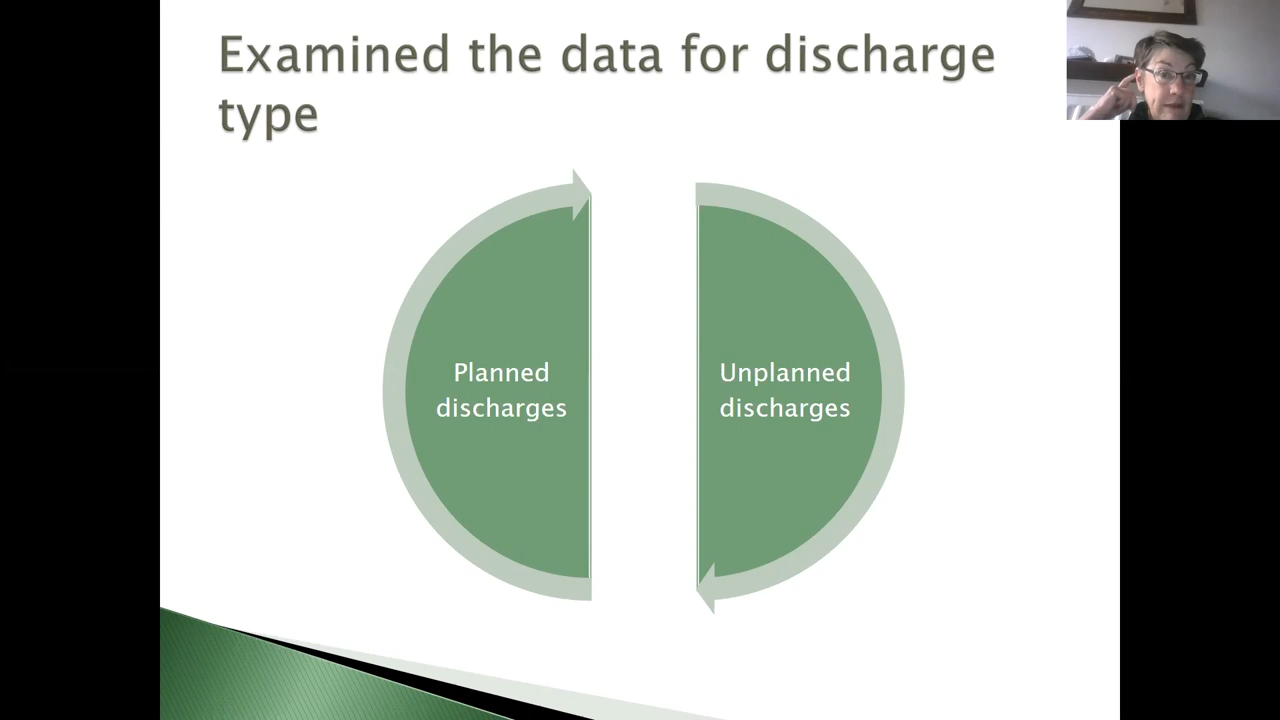 Examined the data for discharge
type
Planned
discharges
Unplanned
discharges